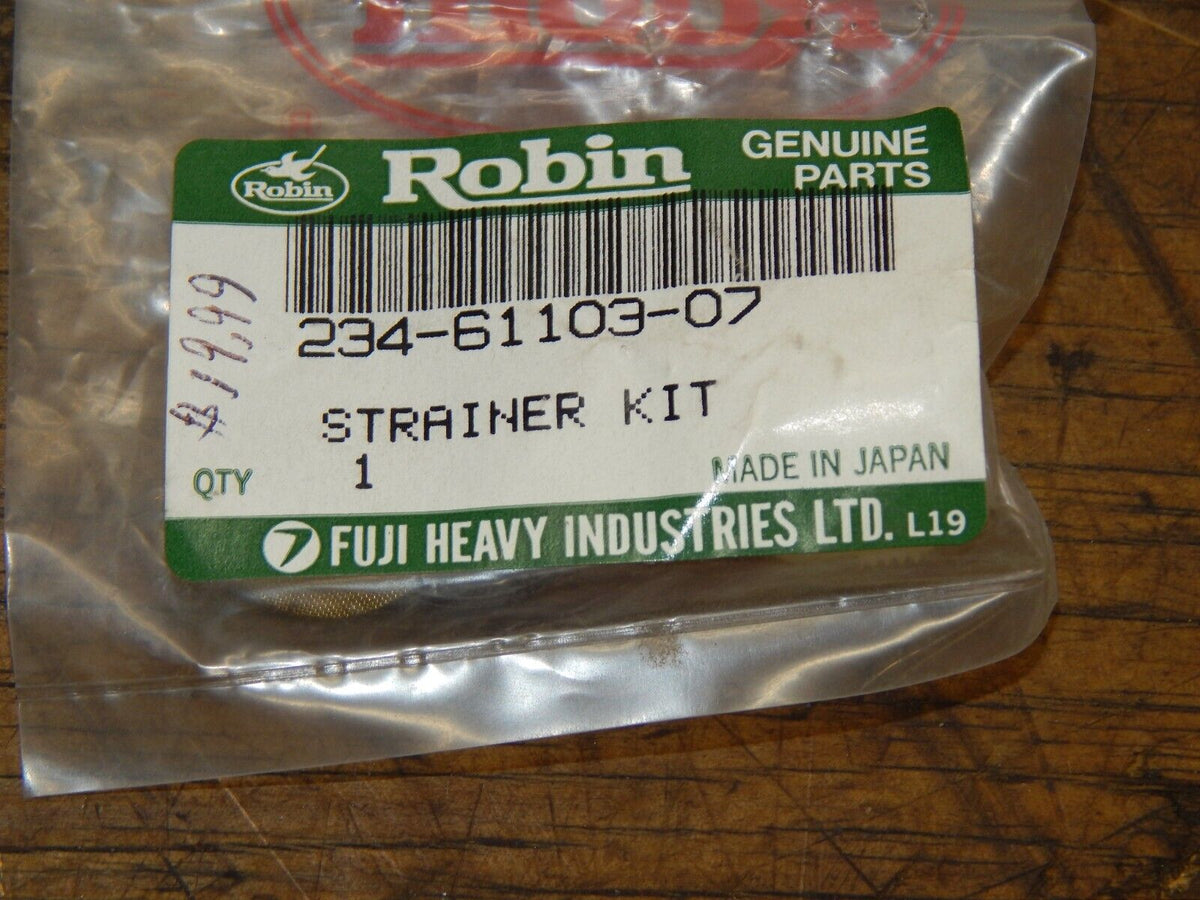 Robin Robin GENUINE
PARTS
234-61103-07
$19.99
STRAINER KIT
QTY 1
MADE IN JAPAN
FUJI HEAVY INDUSTRIES LTD. L19